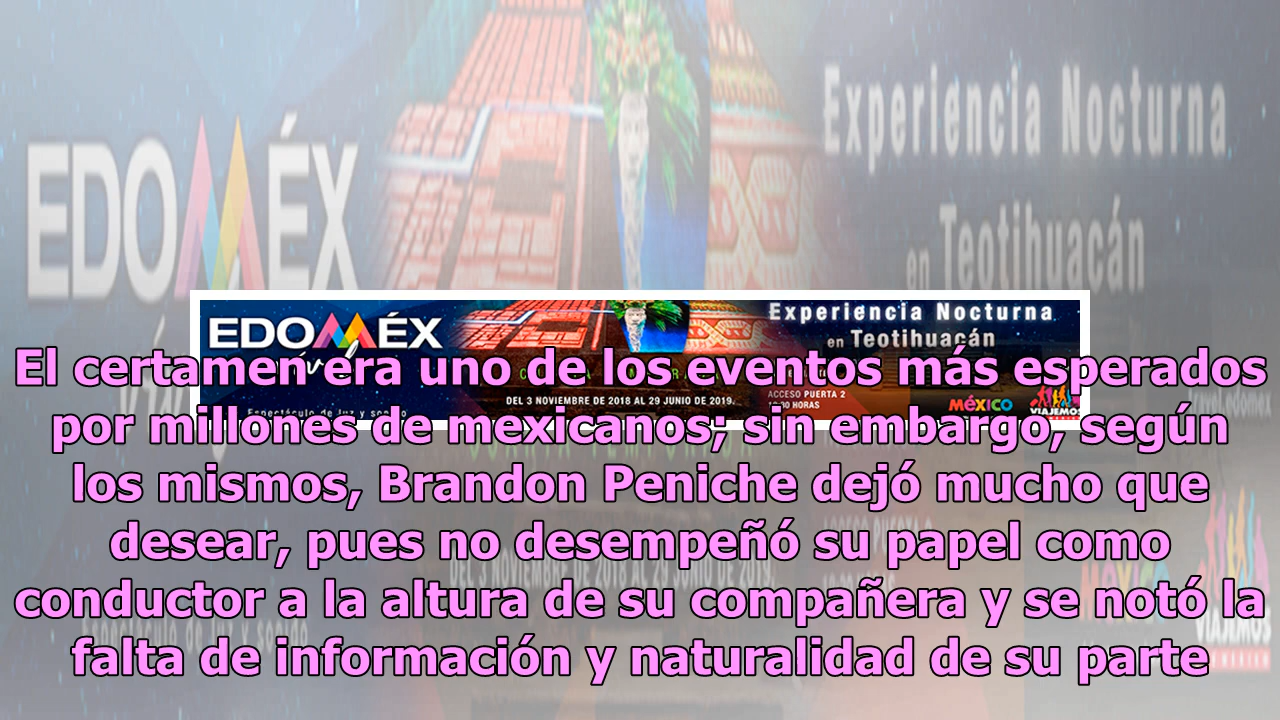 EDOMÉX
Experiencia Nocturna
en Teotihuacán
EDOMÉX
Experiencia Nocturna
en Teotihuacán
DEL 3 NOVIEMBRE DE 2018 AL 29 JUNIO DE 2019.
ACCESO PUERTA 2
HORAS
MÉXICO
VIAJEMOS
El certamen era uno de los eventos más esperados
por millones de mexicanos; sin embargo, según
los mismos, Brandon Peniche dejó mucho que
desear, pues no desempeñó su papel como
conductor a la altura de su compañera y se notó la
falta de información y naturalidad de su parte
MÉXICO
VIAJEMOS